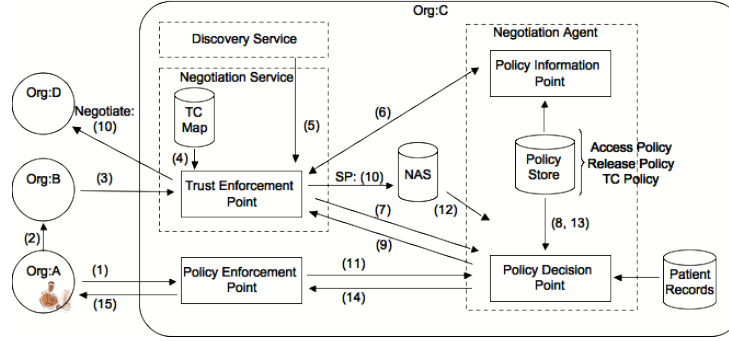 Org:C
Discovery Service
Negotiation Agent
Negotiation Service
Policy Information
Point
Org:D
Negotiate:
(10)
TC
Map
(6)
(5)
(4)
Access Policy
Release Policy
TC Policy
Policy
Store
Org:B
(3)
Trust Enforcement
Point
SP: (10)
NAS
(7)
(12)
(8, 13)
(2)
(9)
Org:A
(1)
(15)
Policy Enforcement
Point
(11)
(14)
Policy Decision
Point
Patient
Records